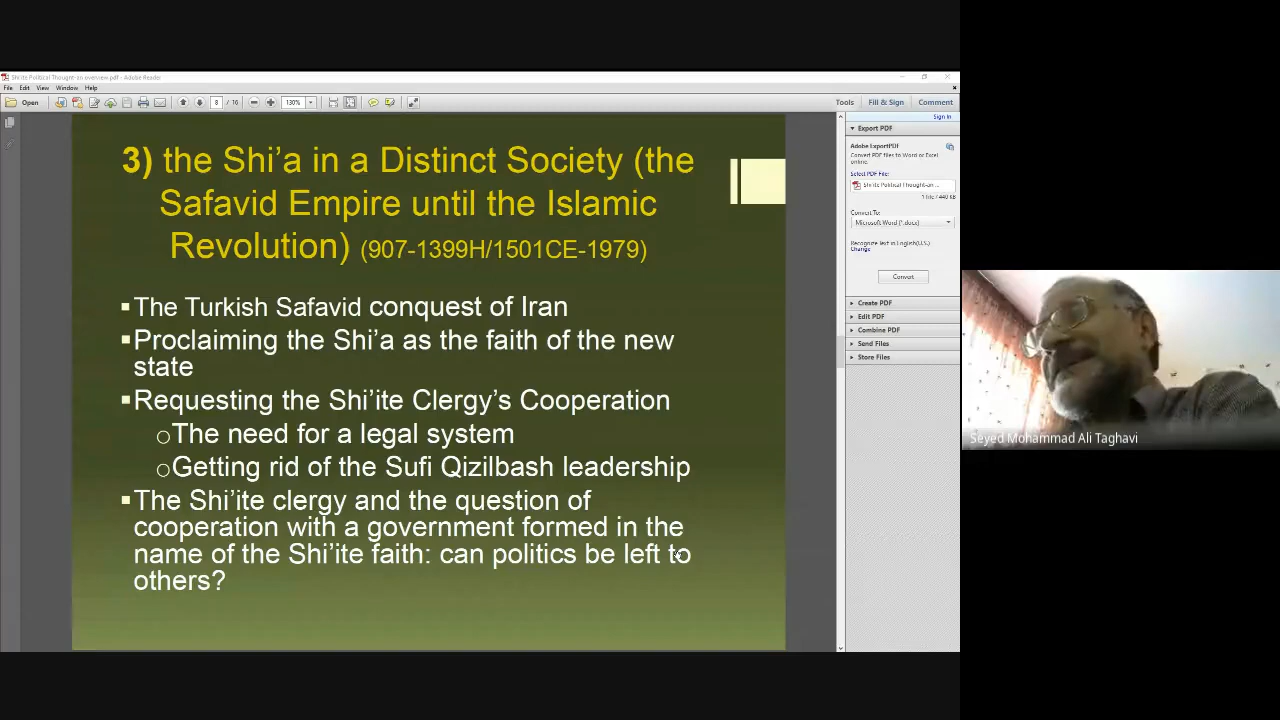 Shi'ite Political Thought-an overview.pdf - Adobe Reader
File Edit View Window Help
Open 8 / 16 130% Tools Fill & Sign Comment
Sign In
3) the Shi’a in a Distinct Society (the
Safavid Empire until the Islamic
Revolution) (907-1399H/1501CE-1979)
▪The Turkish Safavid conquest of Iran
▪Proclaiming the Shi’a as the faith of the new
state
▪Requesting the Shi’ite Clergy’s Cooperation
oThe need for a legal system
oGetting rid of the Sufi Qizilbash leadership
▪The Shi’ite clergy and the question of
cooperation with a government formed in the
name of the Shi’ite faith: can politics be left to
others?
Export PDF
Adobe ExportPDF
Convert PDF files to Word or Excel
online.
Select PDF File:
Shi'ite Political Thought-an ...
1 file / 440 KB
Convert To:
Microsoft Word (*.docx)
Recognize Text in English(U.S.)
Change
Convert
Create PDF
Edit PDF
Combine PDF
Send Files
Store Files
Seyed Mohammad Ali Taghavi